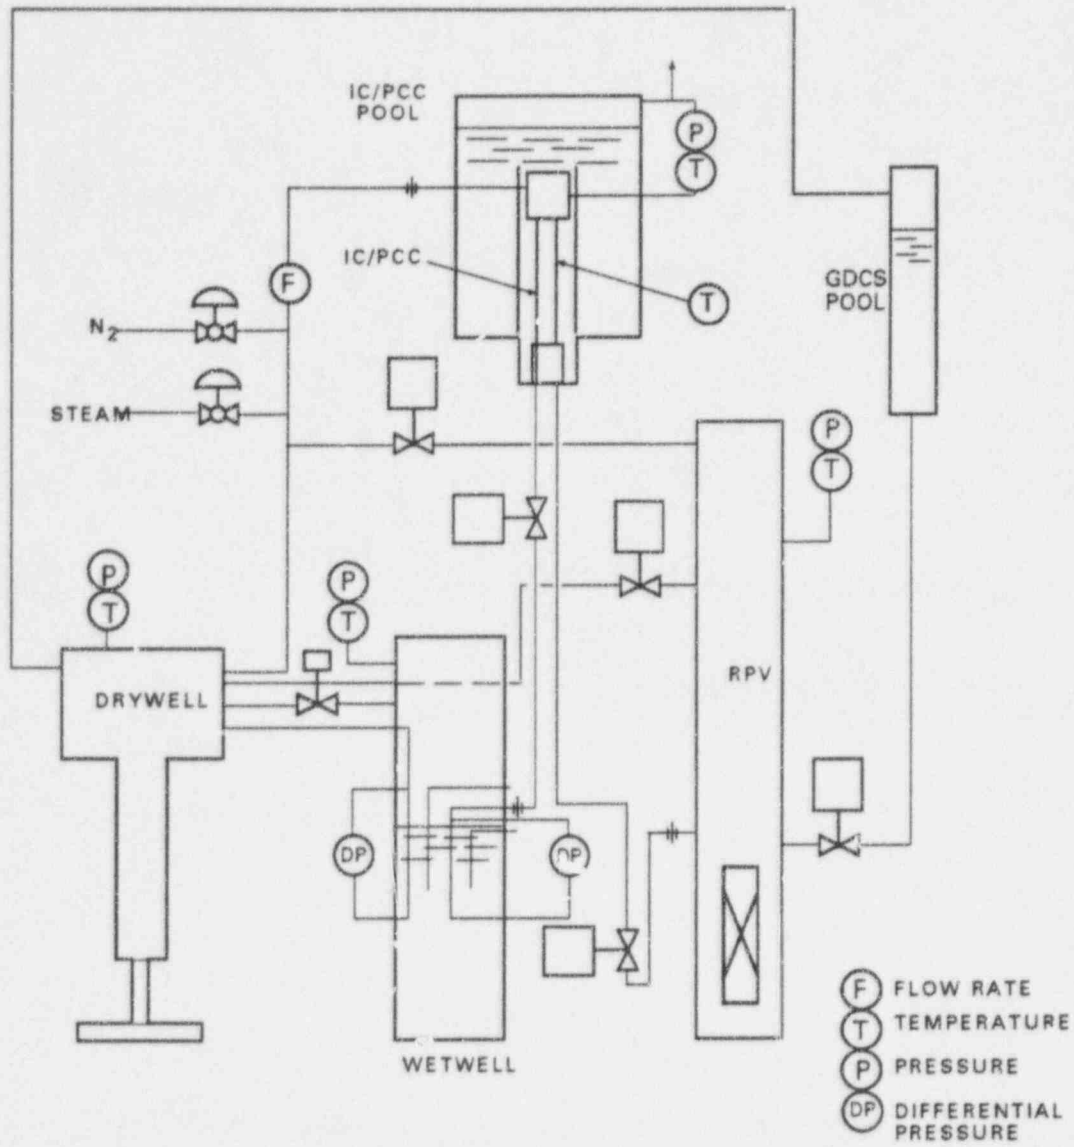 IC/PCC
POOL
P
T
IC/PCC
F
T
GDCS
POOL
N2
STEAM
P
T
P
T
P
T
DRYWELL
RPV
DP
DP
WETWELL
F FLOW RATE
T TEMPERATURE
P PRESSURE
DP DIFFERENTIAL
PRESSURE